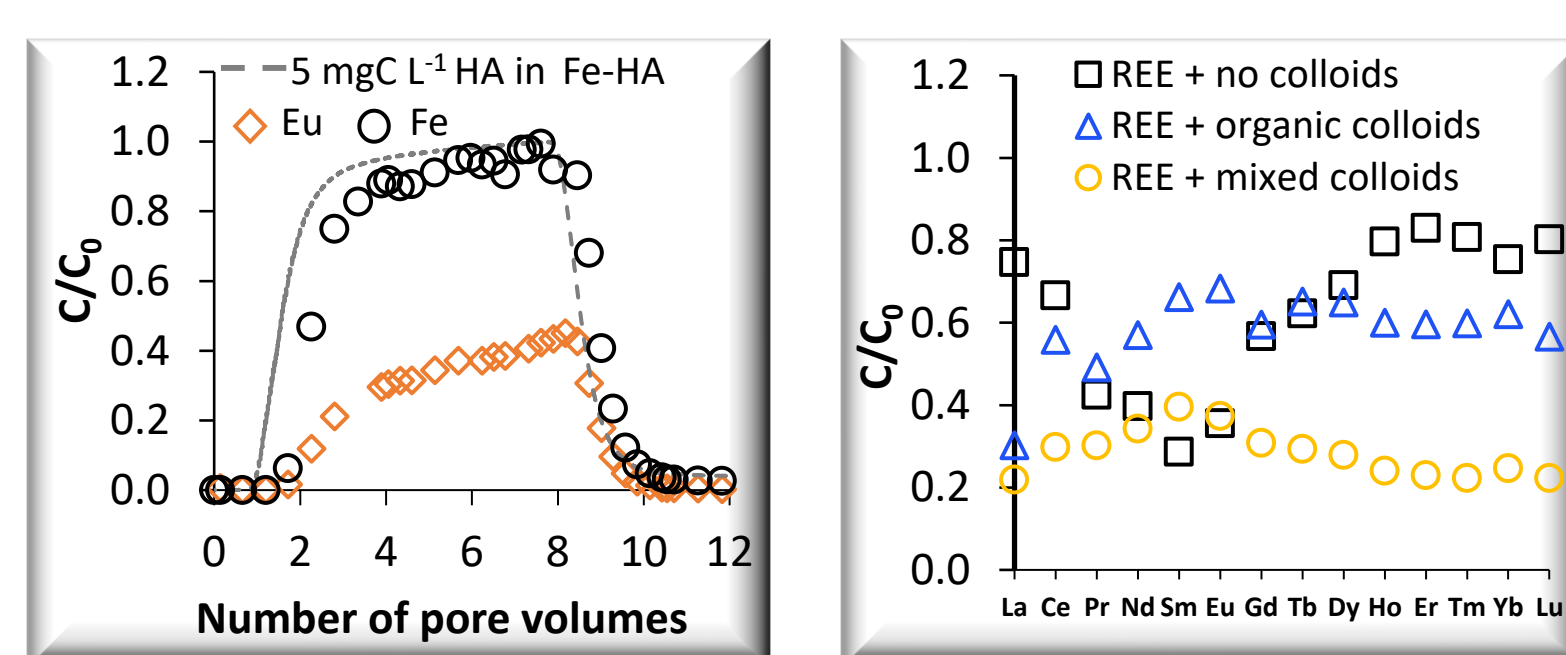 5 mgC L⁻¹ HA in Fe-HA
Eu Fe
1.2
1.0
0.8
0.6
0.4
0.2
0.0
C/C₀
0 2 4 6 8 10 12
Number of pore volumes
REE + no colloids
REE + organic colloids
REE + mixed colloids
1.2
1.0
0.8
0.6
0.4
0.2
0.0
C/C₀
La Ce Pr Nd Sm Eu Gd Tb Dy Ho Er Tm Yb Lu